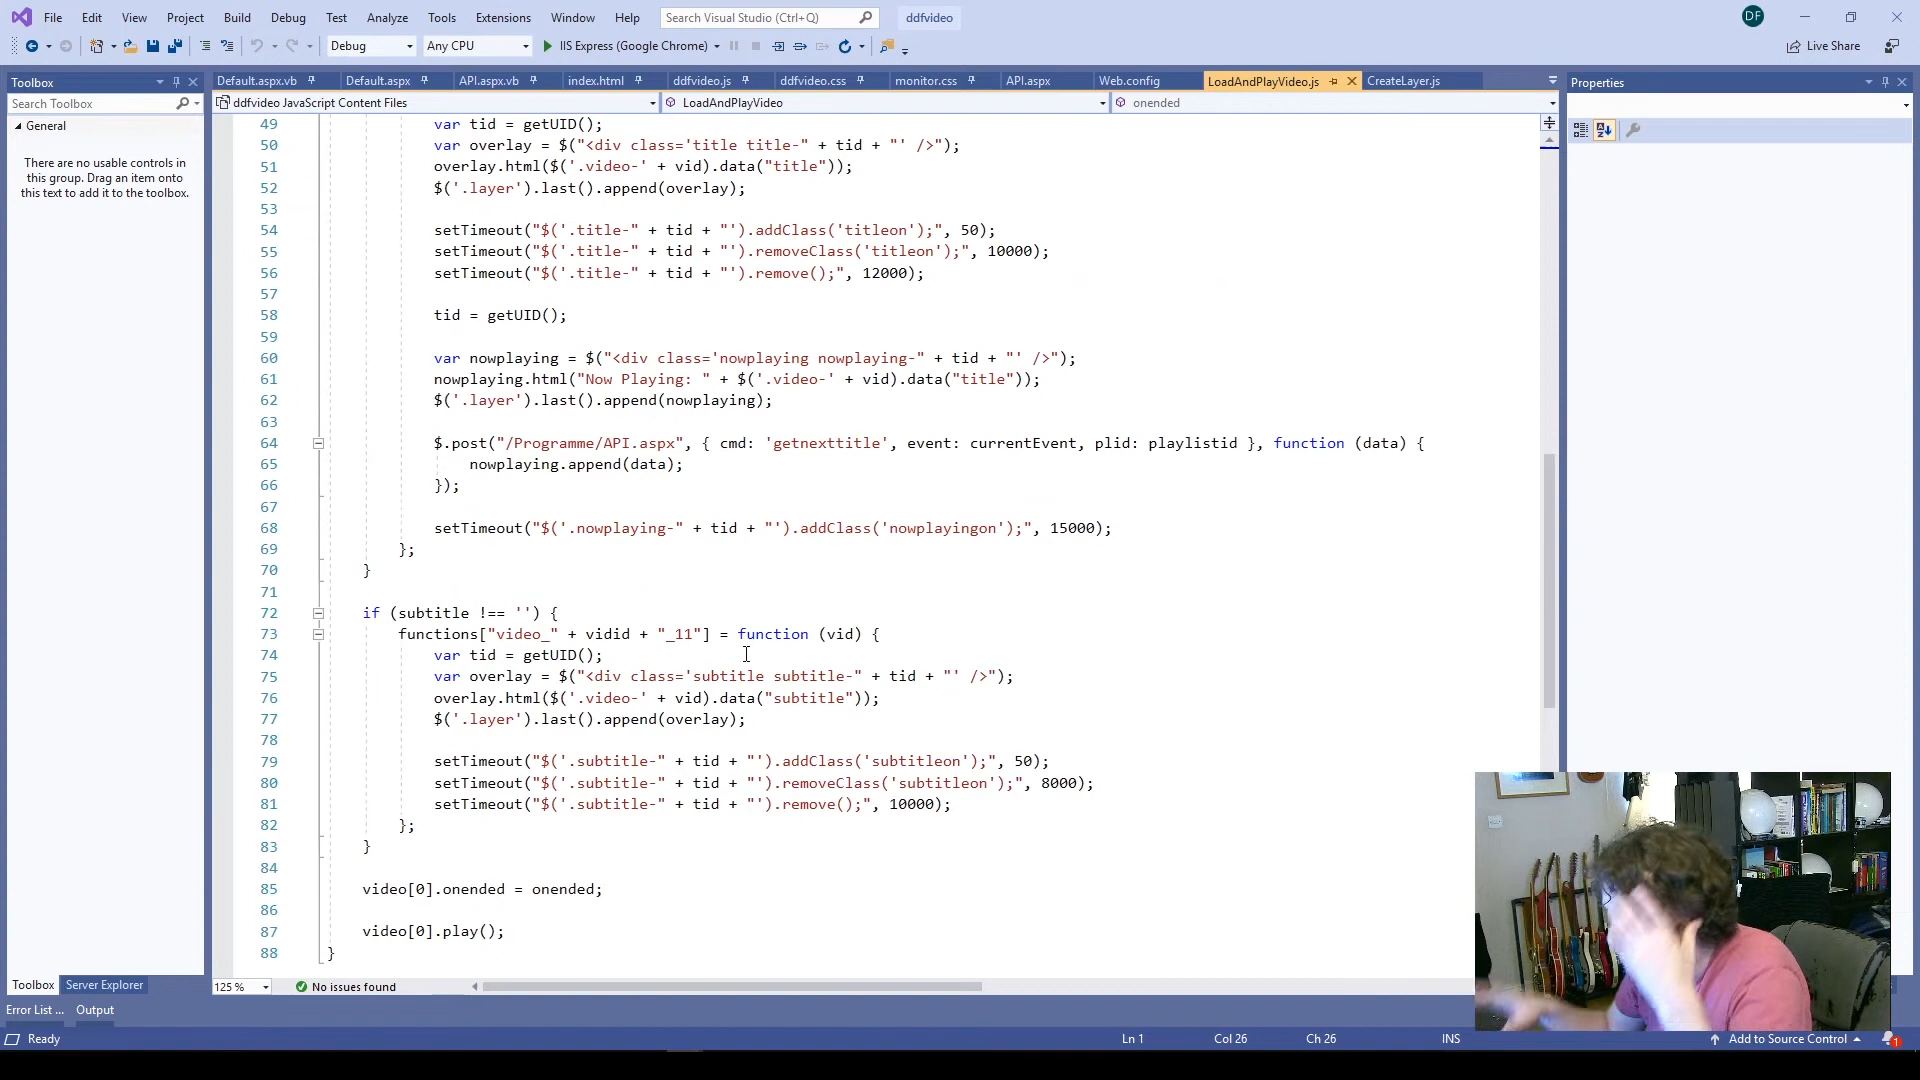 File Edit View Project Build Debug Test Analyze Tools Extensions Window Help Search Visual Studio (Ctrl+Q) ddfvideo DF
Debug Any CPU IIS Express (Google Chrome) Live Share
Toolbox
Search Toolbox
General
There are no usable controls in
this group. Drag an item onto
this text to add it to the toolbox.
Default.aspx.vb Default.aspx API.aspx.vb index.html ddfvideo.js ddfvideo.css monitor.css API.aspx Web.config LoadAndPlayVideo.js CreateLayer.js
ddfvideo JavaScript Content Files LoadAndPlayVideo onended
Properties
49 var tid = getUID();
50 var overlay = $("<div class='title title-" + tid + "' />");
51 overlay.html($('.video-' + vid).data("title"));
52 $('.layer').last().append(overlay);
53
54 setTimeout("$('.title-" + tid + "').addClass('titleon');", 50);
55 setTimeout("$('.title-" + tid + "').removeClass('titleon');", 10000);
56 setTimeout("$('.title-" + tid + "').remove();", 12000);
57
58 tid = getUID();
59
60 var nowplaying = $("<div class='nowplaying nowplaying-" + tid + "' />");
61 nowplaying.html("Now Playing: " + $('.video-' + vid).data("title"));
62 $('.layer').last().append(nowplaying);
63
64 $.post("/Programme/API.aspx", { cmd: 'getnexttitle', event: currentEvent, plid: playlistid }, function (data) {
65 nowplaying.append(data);
66 });
67
68 setTimeout("$('.nowplaying-" + tid + "').addClass('nowplayingon');", 15000);
69 };
70 }
71
72 if (subtitle !== '') {
73 functions["video_" + vidid + "_11"] = function (vid) {
74 var tid = getUID();
75 var overlay = $("<div class='subtitle subtitle-" + tid + "' />");
76 overlay.html($('.video-' + vid).data("subtitle"));
77 $('.layer').last().append(overlay);
78
79 setTimeout("$('.subtitle-" + tid + "').addClass('subtitleon');", 50);
80 setTimeout("$('.subtitle-" + tid + "').removeClass('subtitleon');", 8000);
81 setTimeout("$('.subtitle-" + tid + "').remove();", 10000);
82 };
83 }
84
85 video[0].onended = onended;
86
87 video[0].play();
88 }
Toolbox Server Explorer
125 % No issues found
Error List ... Output
Ready Ln 1 Col 26 Ch 26 INS Add to Source Control 1